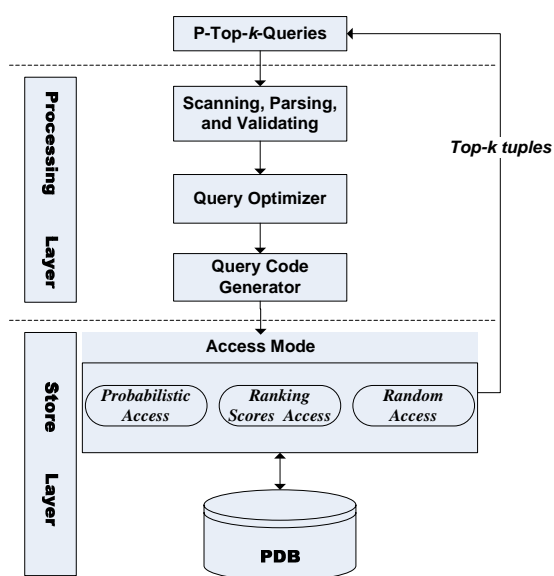 P-Top-k-Queries
Processing Layer
Scanning, Parsing,
and Validating
Top-k tuples
Query Optimizer
Query Code
Generator
Store Layer
Access Mode
Probabilistic
Access
Ranking
Scores Access
Random
Access
PDB